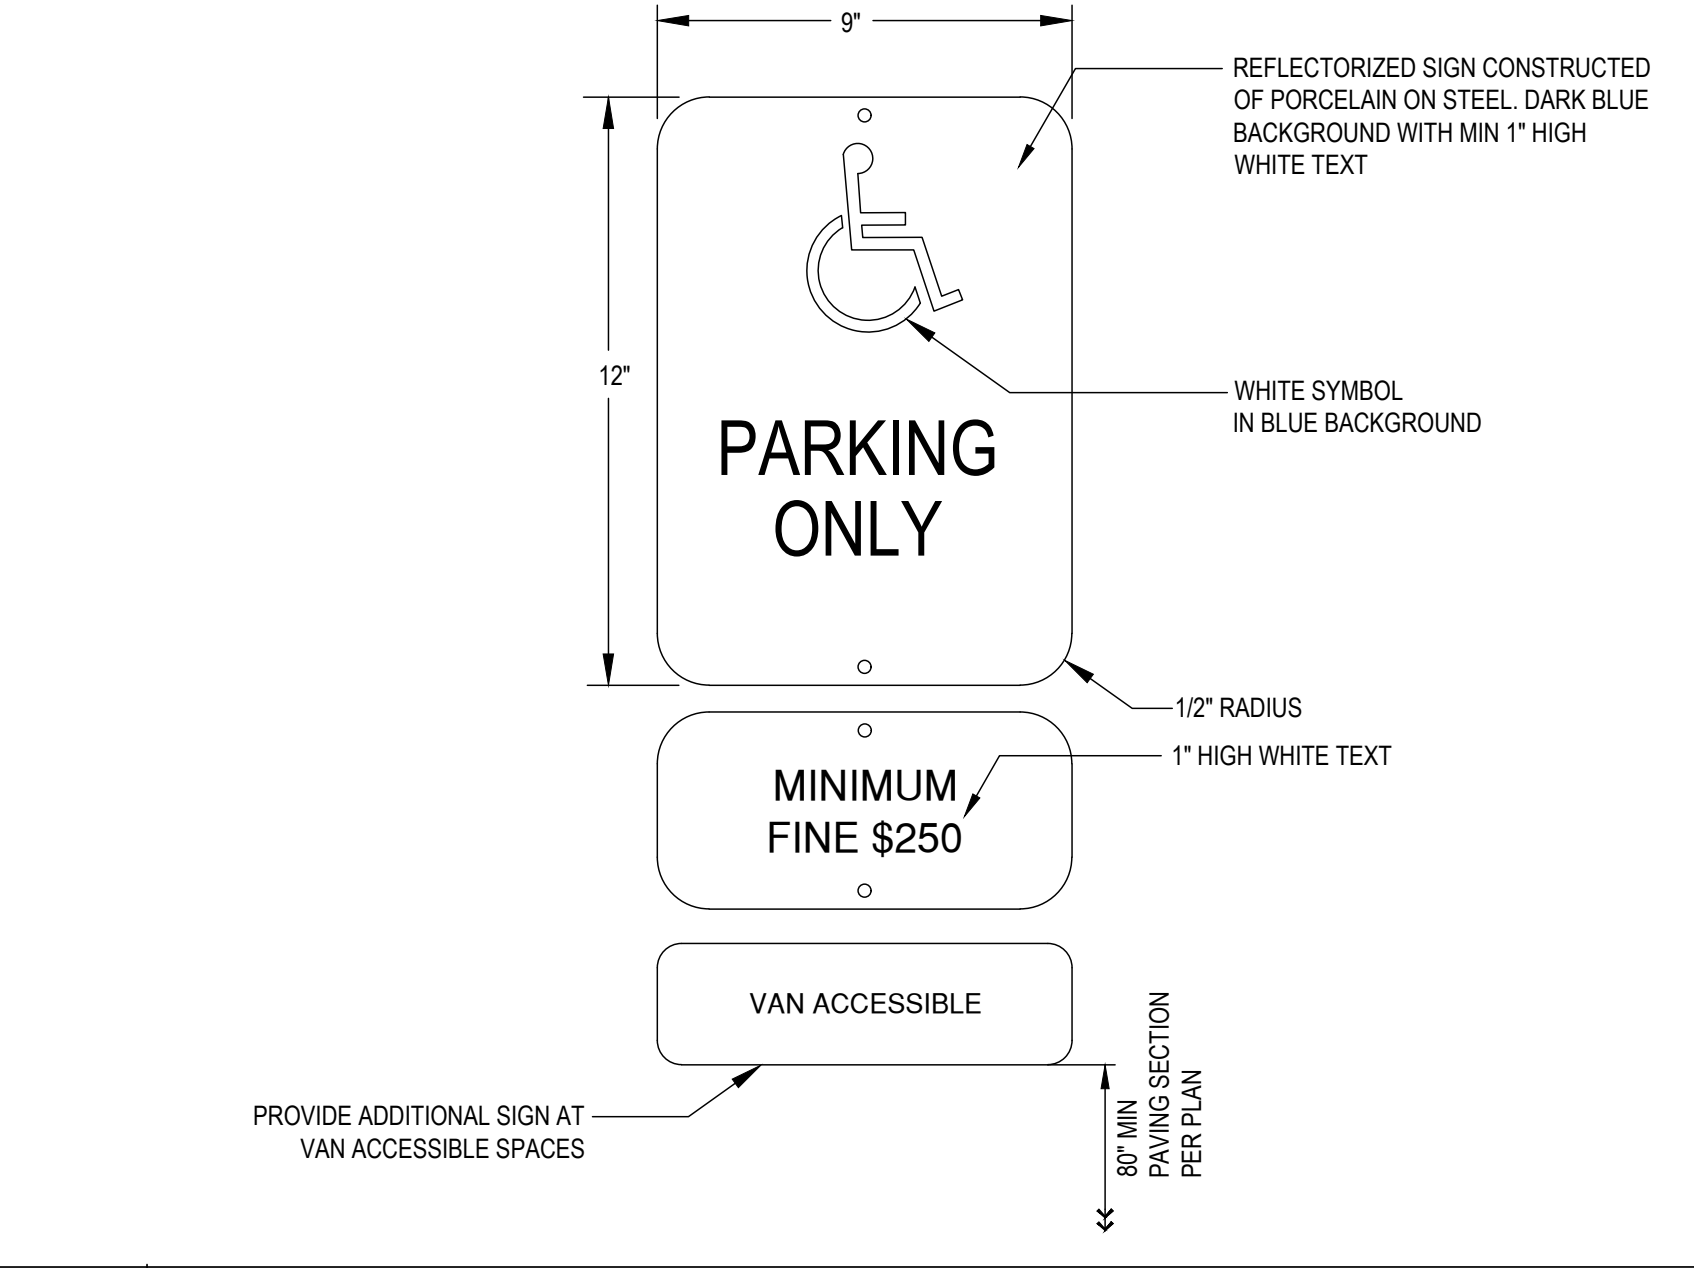 9"
REFLECTORIZED SIGN CONSTRUCTED
OF PORCELAIN ON STEEL. DARK BLUE
BACKGROUND WITH MIN 1" HIGH
WHITE TEXT
12"
WHITE SYMBOL
IN BLUE BACKGROUND
PARKING
ONLY
1/2" RADIUS
1" HIGH WHITE TEXT
MINIMUM
FINE $250
VAN ACCESSIBLE
PROVIDE ADDITIONAL SIGN AT
VAN ACCESSIBLE SPACES
80" MIN
PAVING SECTION
PER PLAN